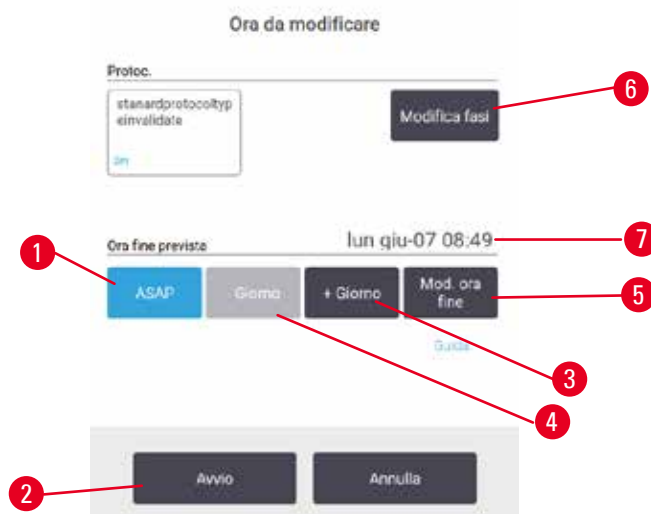 Ora da modificare
Protoc.
stanardprotocoltyp
einvalidate
Modifica fasi
6
Ora fine prevista
lun giu-07 08:49
7
1
ASAP
Giorno
+ Giorno
Mod. ora
fine
5
Guida
3
4
Avvio
Annulla
2